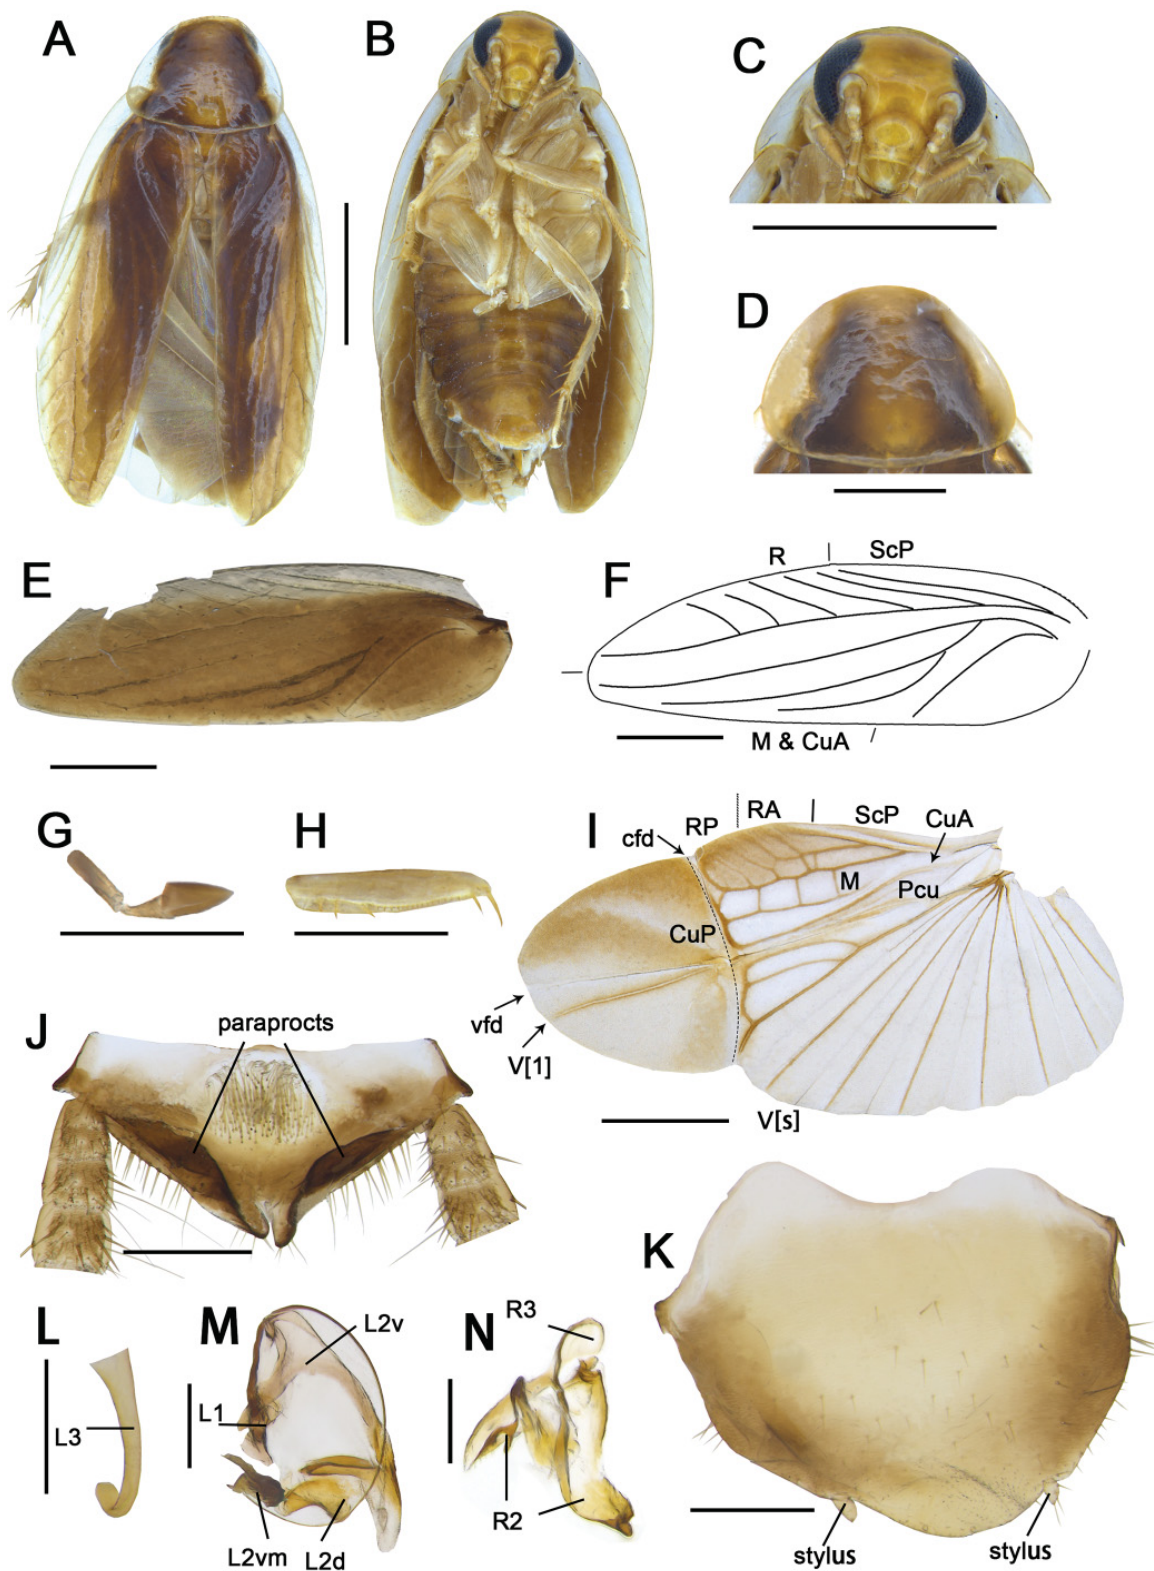 A
B
C
D
E
F
R
ScP
M & CuA
G
H
I
cfd
RP
RA
ScP
CuA
M
Pcu
CuP
vfd
V[1]
V[s]
J
paraprocts
K
stylus
stylus
L
L3
M
L2v
L1
L2vm
L2d
N
R3
R2